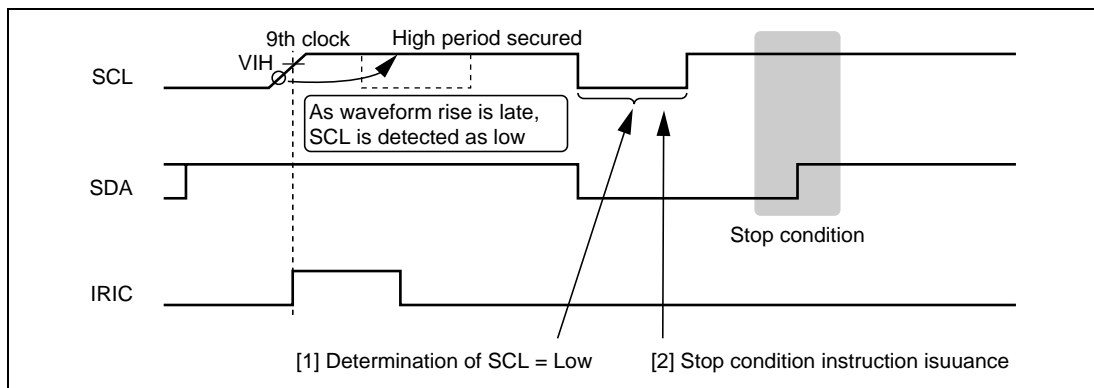 9th clock
High period secured
VIH
SCL
As waveform rise is late,
SCL is detected as low
SDA
Stop condition
IRIC
[1] Determination of SCL = Low
[2] Stop condition instruction isuuance